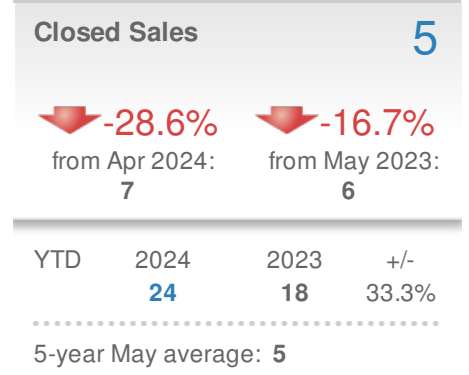 Closed Sales 5
-28.6% -16.7%
from Apr 2024: from May 2023:
7 6
YTD 2024 2023 +/-
24 18 33.3%
5-year May average: 5